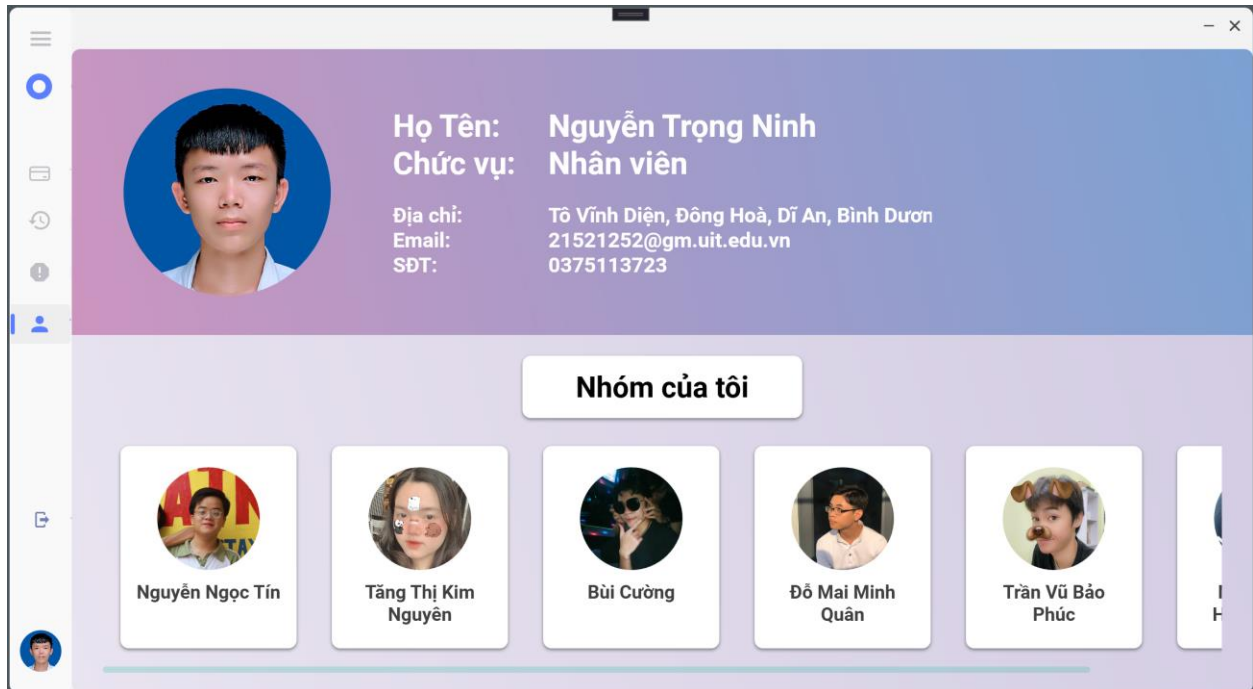 Họ Tên: Nguyễn Trọng Ninh
Chức vụ: Nhân viên
Địa chỉ: Tô Vĩnh Diện, Đông Hoà, Dĩ An, Bình Dươn
Email: 21521252@gm.uit.edu.vn
SĐT: 0375113723
Nhóm của tôi
Nguyễn Ngọc Tín
Tăng Thị Kim
Nguyên
Bùi Cường
Đỗ Mai Minh
Quân
Trần Vũ Bảo
Phúc